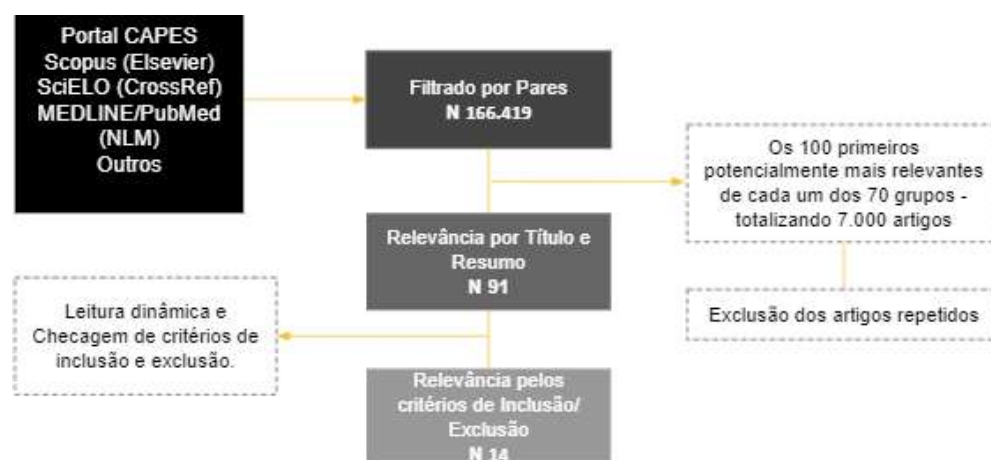 Portal CAPES
Scopus (Elsevier)
SciELO (CrossRef)
MEDLINE/PubMed
(NLM)
Outros
Filtrado por Pares
N 166.419
Os 100 primeiros
potencialmente mais relevantes
de cada um dos 70 grupos -
totalizando 7.000 artigos
Relevância por Título e
Resumo
N 91
Exclusão dos artigos repetidos
Leitura dinâmica e
Checagem de critérios de
inclusão e exclusão.
Relevância pelos
critérios de Inclusão/
Exclusão
N 14